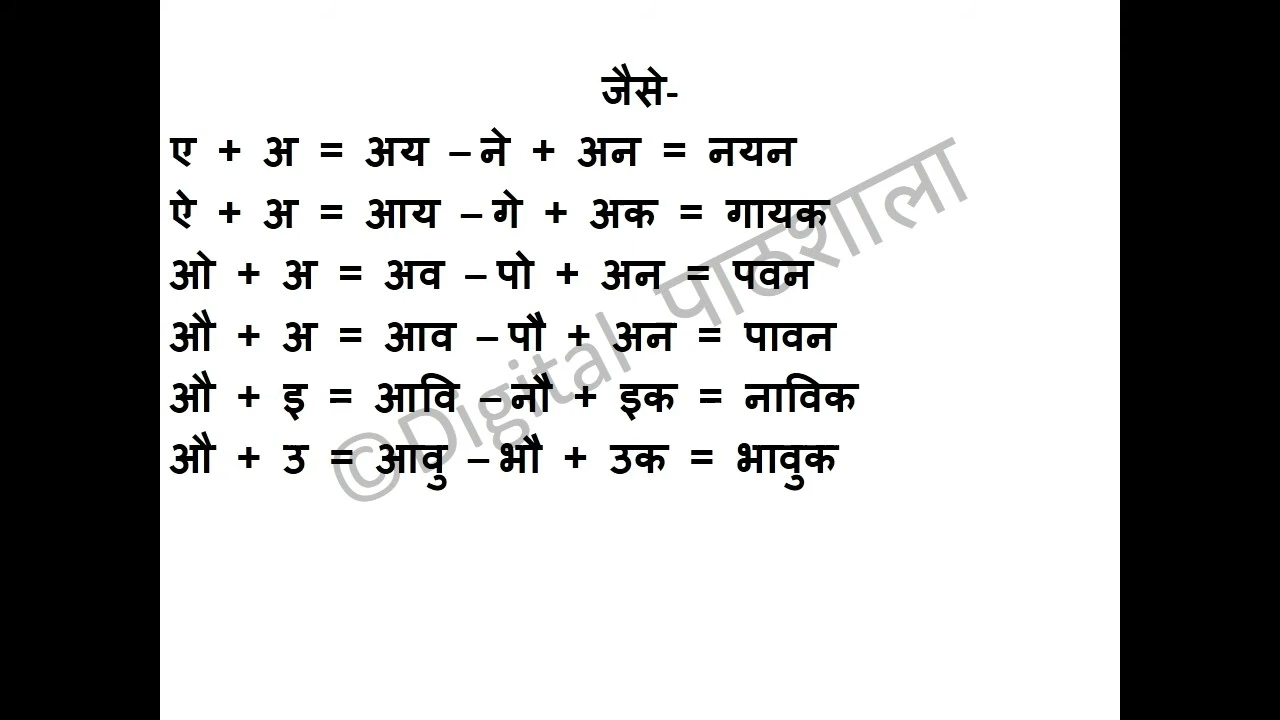 जैसे-
ए + अ = अय – ने + अन = नयन
ऐ + अ = आय – गे + अक = गायक
ओ + अ = अव – पो + अन = पवन
औ + अ = आव – पौ + अन = पावन
औ + इ = आवि – नौ + इक = नाविक
औ + उ = आवु – भौ + उक = भावुक
©Digital पाठशाला